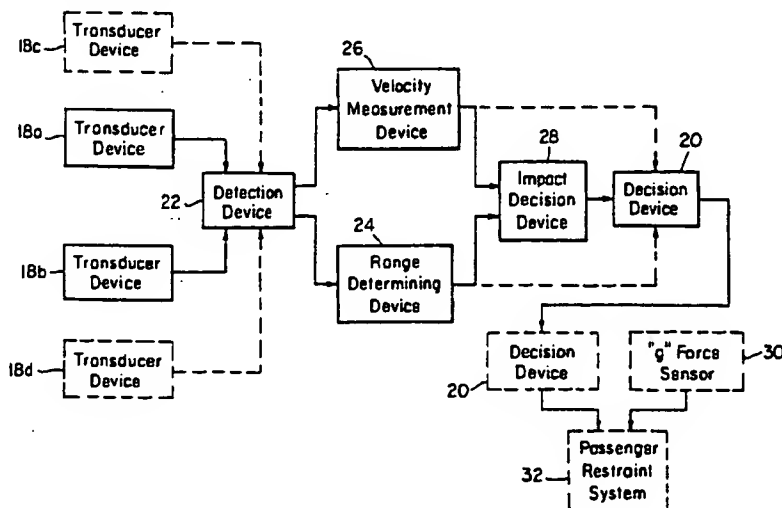 18c
Transducer
Device
18a
Transducer
Device
22
Detection
Device
18b
Transducer
Device
18d
Transducer
Device
26
Velocity
Measurement
Device
24
Range
Determining
Device
28
Impact
Decision
Device
20
Decision
Device
Decision
Device
20
"g" Force
Sensor
30
Passenger
Restraint
System
32